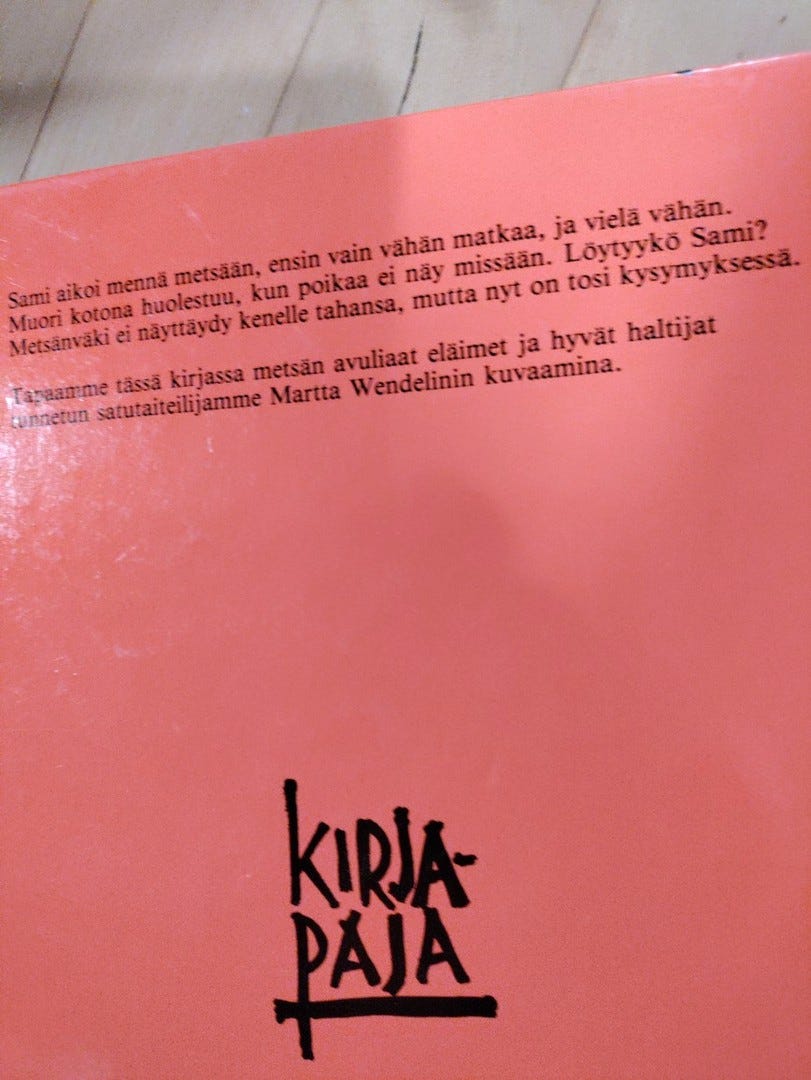 Sami aikoi mennä metsään, ensin vain vähän matkaa, ja vielä vähän.
Muori kotona huolestuu, kun poikaa ei näy missään. Löytyykö Sami?
Metsänväki ei näyttäydy kenelle tahansa, mutta nyt on tosi kysymyksessä.
Tapaamme tässä kirjassa metsän avuliaat eläimet ja hyvät haltijat
tunnetun satutaiteilijamme Martta Wendelinin kuvaamina.
KIRJA-
PAJA